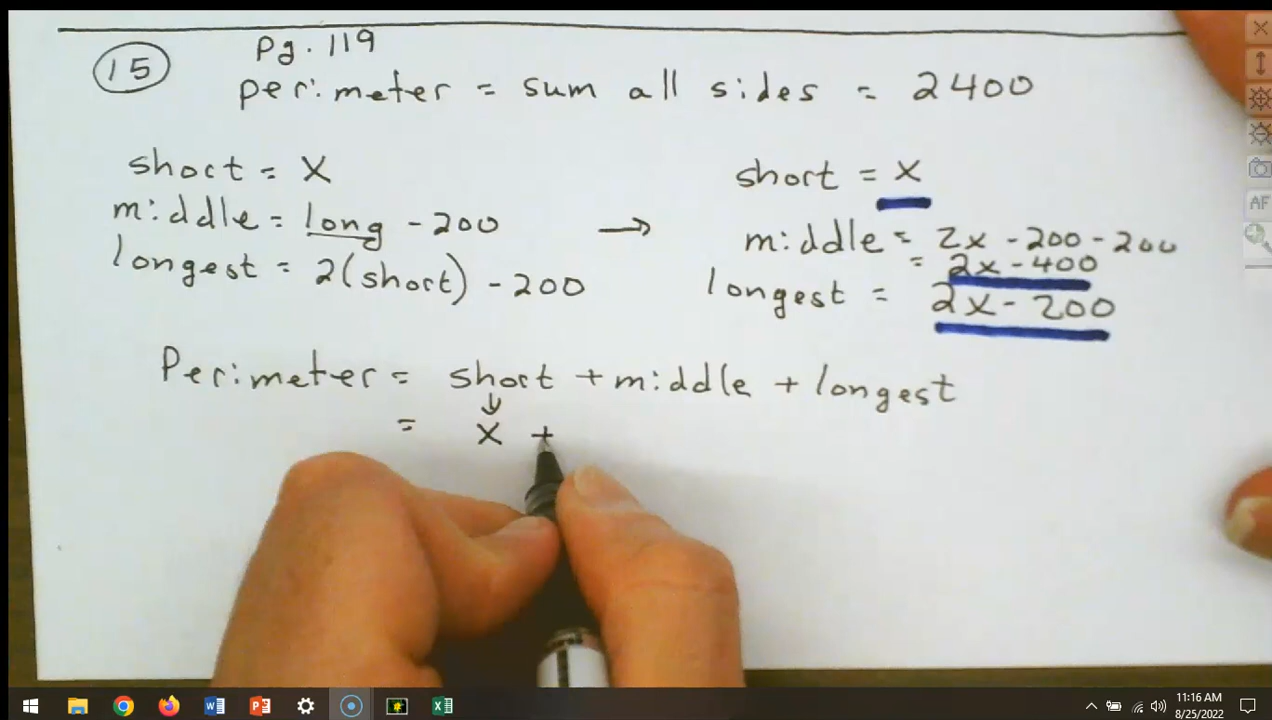 15 pg. 119
perimeter = sum all sides = 2400
short = x
middle = long - 200
longest = 2(short) - 200
→
short = x
middle = 2x - 200 - 200
= 2x - 400
longest = 2x - 200
Perimeter = short + middle + longest
= x +
AF
11:16 AM
8/25/2022